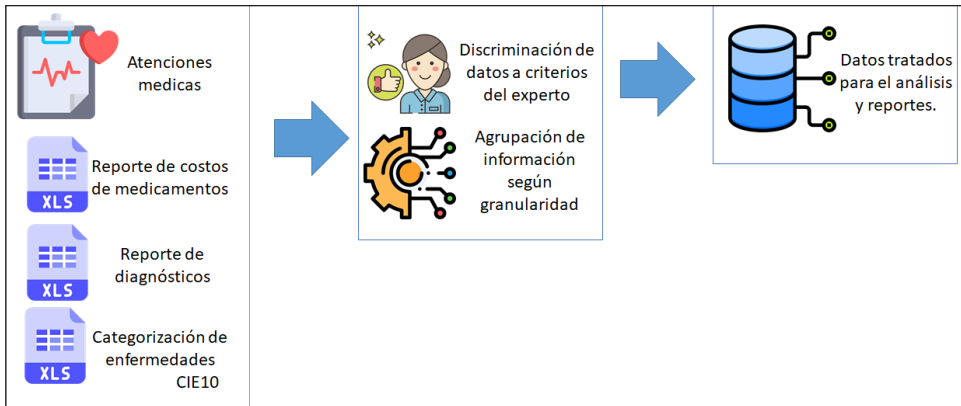 Atenciones
medicas
Reporte de costos
de medicamentos
XLS
Reporte de
diagnósticos
XLS
Categorización de
enfermedades
CIE10
XLS
Discriminación de
datos a criterios
del experto
Agrupación de
información
según
granularidad
Datos tratados
para el análisis
y reportes.